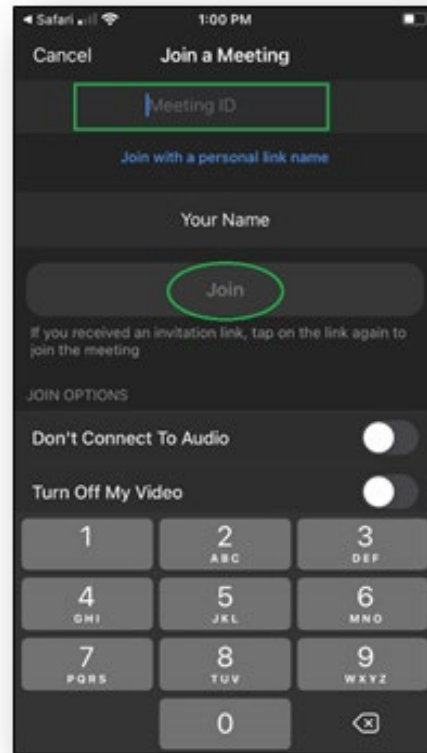 Safari
1:00 PM
Cancel
Join a Meeting
Meeting ID
Join with a personal link name
Your Name
Join
If you received an invitation link, tap on the link again to
join the meeting
JOIN OPTIONS
Don't Connect To Audio
Turn Off My Video
1 2 3
ABC DEF
4 5 6
GHI JKL MNO
7 8 9
PQRS TUV WXYZ
0